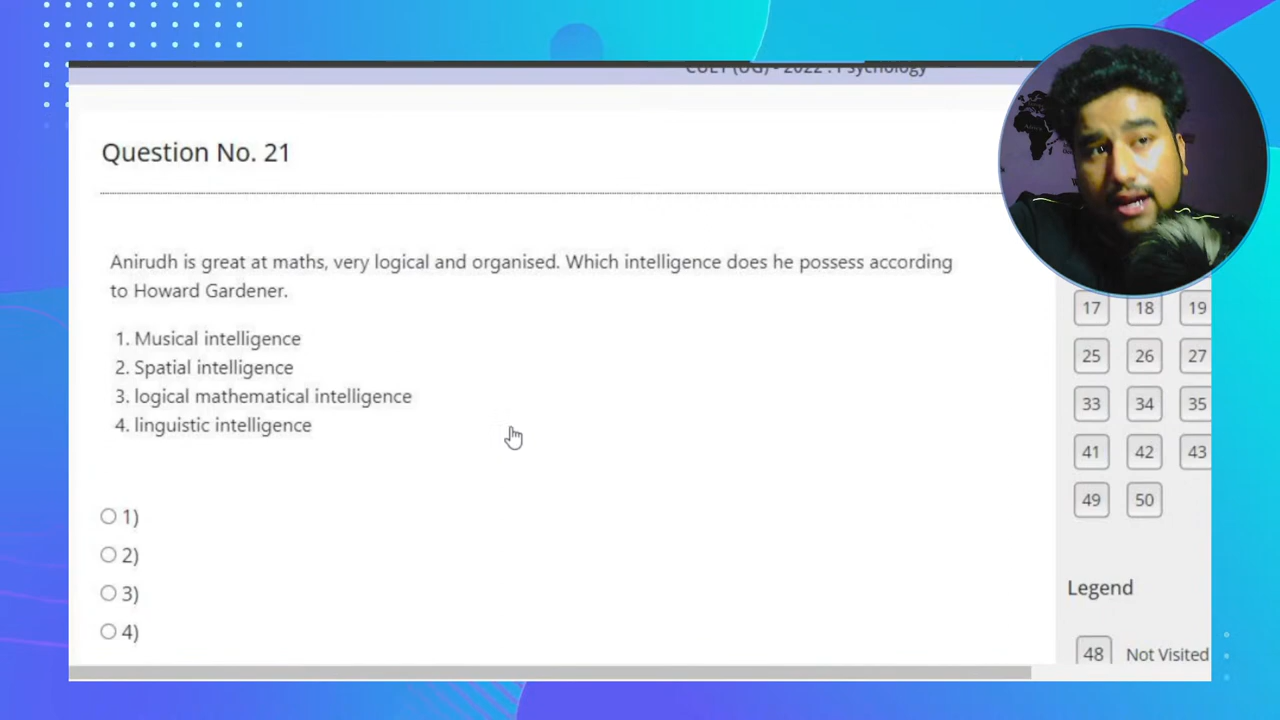 CUET (UG) - 2022 : Psychology
Question No. 21
Anirudh is great at maths, very logical and organised. Which intelligence does he possess according
to Howard Gardener.
1. Musical intelligence
2. Spatial intelligence
3. logical mathematical intelligence
4. linguistic intelligence
1)
2)
3)
4)
17 18 19
25 26 27
33 34 35
41 42 43
49 50
Legend
48 Not Visited